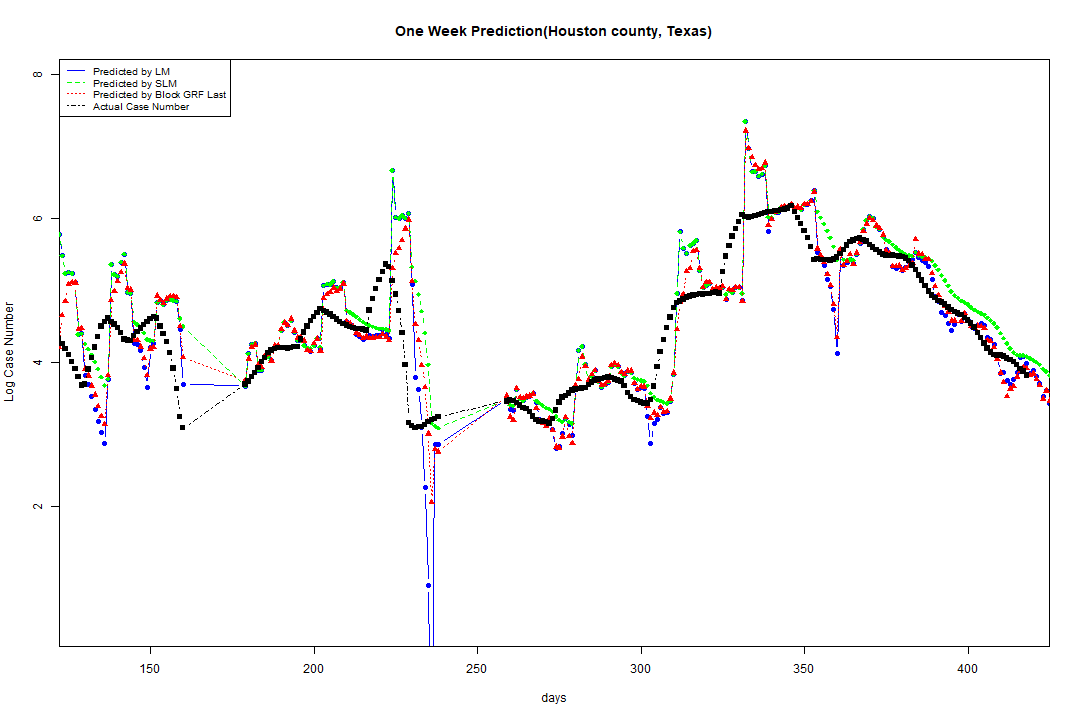 One Week Prediction(Houston county, Texas)
Predicted by LM
Predicted by SLM
Predicted by Block GRF Last
Actual Case Number
8
6
4
2
Log Case Number
150
200
250
300
350
400
days